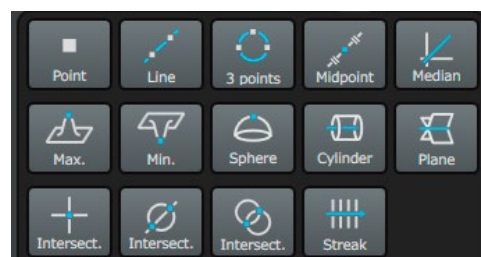 Point Line 3 points Midpoint Median
Max. Min. Sphere Cylinder Plane
Intersect. Intersect. Intersect. Streak